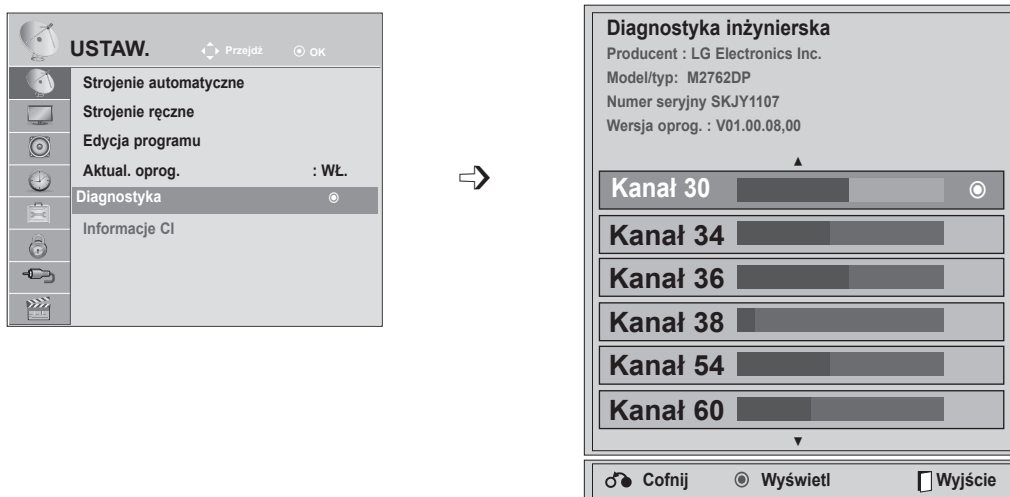 USTAW.
Przejdź
OK
Strojenie automatyczne
Strojenie ręczne
Edycja programu
Aktual. oprog. : WŁ.
Diagnostyka
Informacje CI
Diagnostyka inżynierska
Producent : LG Electronics Inc.
Model/typ: M2762DP
Numer seryjny SKJY1107
Wersja oprog. : V01.00.08,00
Kanał 30
Kanał 34
Kanał 36
Kanał 38
Kanał 54
Kanał 60
Cofnij
Wyświetl
Wyjście